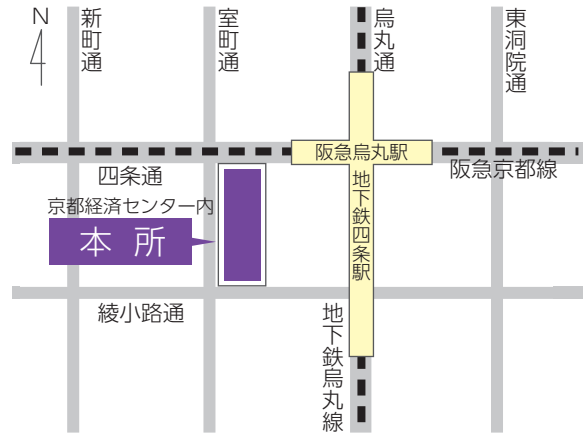 N
新町通
室町通
烏丸通
東洞院通
阪急烏丸駅
四条通
阪急京都線
京都経済センター内
本所
地下鉄四条駅
綾小路通
地下鉄烏丸線